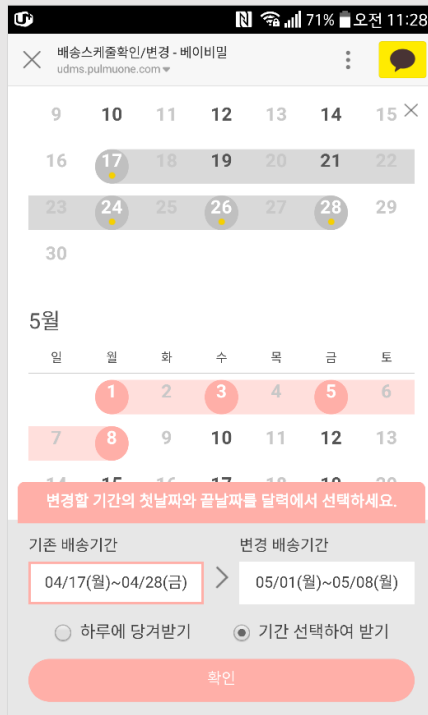 71% 오전 11:28
배송스케줄확인/변경 - 베이비밀
udms.pulmuone.com
9 10 11 12 13 14 15
16 17 18 19 20 21 22
23 24 25 26 27 28 29
30
5월
일 월 화 수 목 금 토
1 2 3 4 5 6
7 8 9 10 11 12 13
변경할 기간의 첫날짜와 끝날짜를 달력에서 선택하세요.
기존 배송기간 변경 배송기간
04/17(월)~04/28(금) > 05/01(월)~05/08(월)
하루에 당겨받기 기간 선택하여 받기
확인